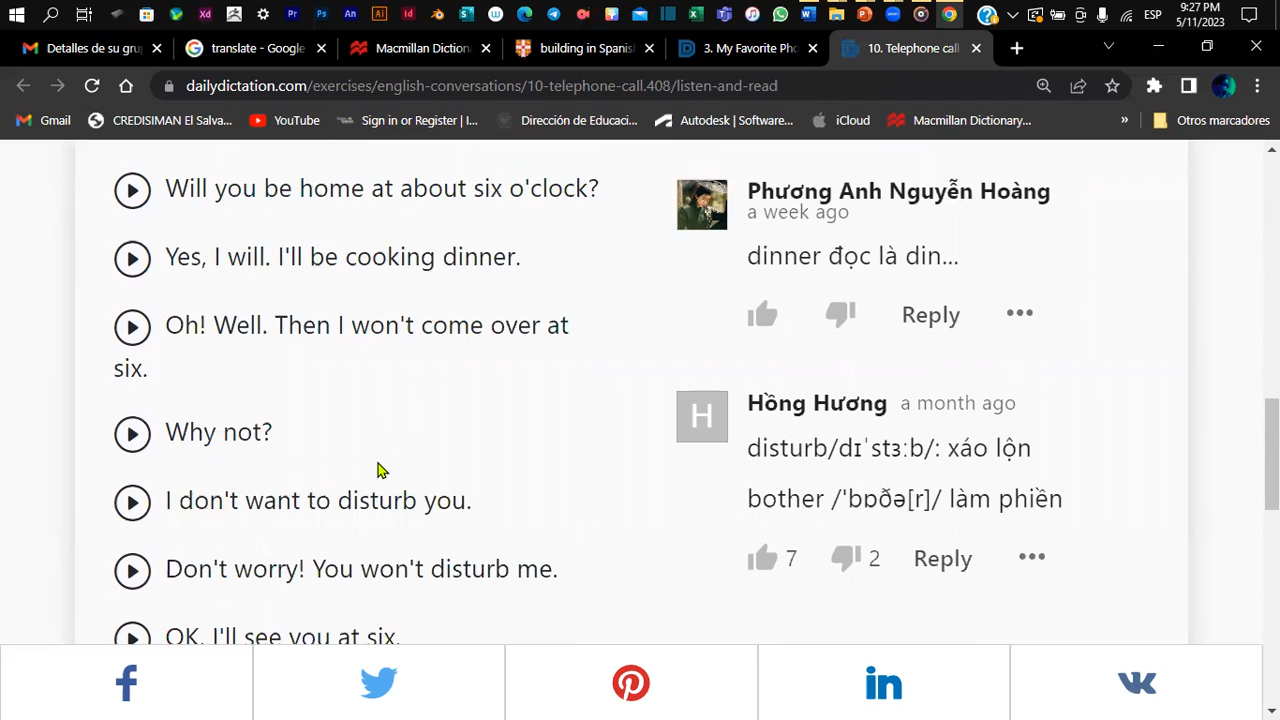 9:27 PM
ESP
5/11/2023
Detalles de su gru
translate - Google
Macmillan Diction
building in Spanis
3. My Favorite Pho
10. Telephone call
dailydictation.com/exercises/english-conversations/10-telephone-call.408/listen-and-read
Gmail
CREDISIMAN El Salva...
YouTube
Sign in or Register | I...
Dirección de Educaci...
Autodesk | Software...
iCloud
Macmillan Dictionary...
»
Otros marcadores
Will you be home at about six o'clock?
Yes, I will. I'll be cooking dinner.
Oh! Well. Then I won't come over at
six.
Why not?
I don't want to disturb you.
Don't worry! You won't disturb me.
OK. I'll see you at six.
Phương Anh Nguyễn Hoàng
a week ago
dinner đọc là din...
Reply
H
Hồng Hương a month ago
disturb/dɪˈstɜːb/: xáo lộn
bother /'bɒðə[r]/ làm phiền
7
2
Reply